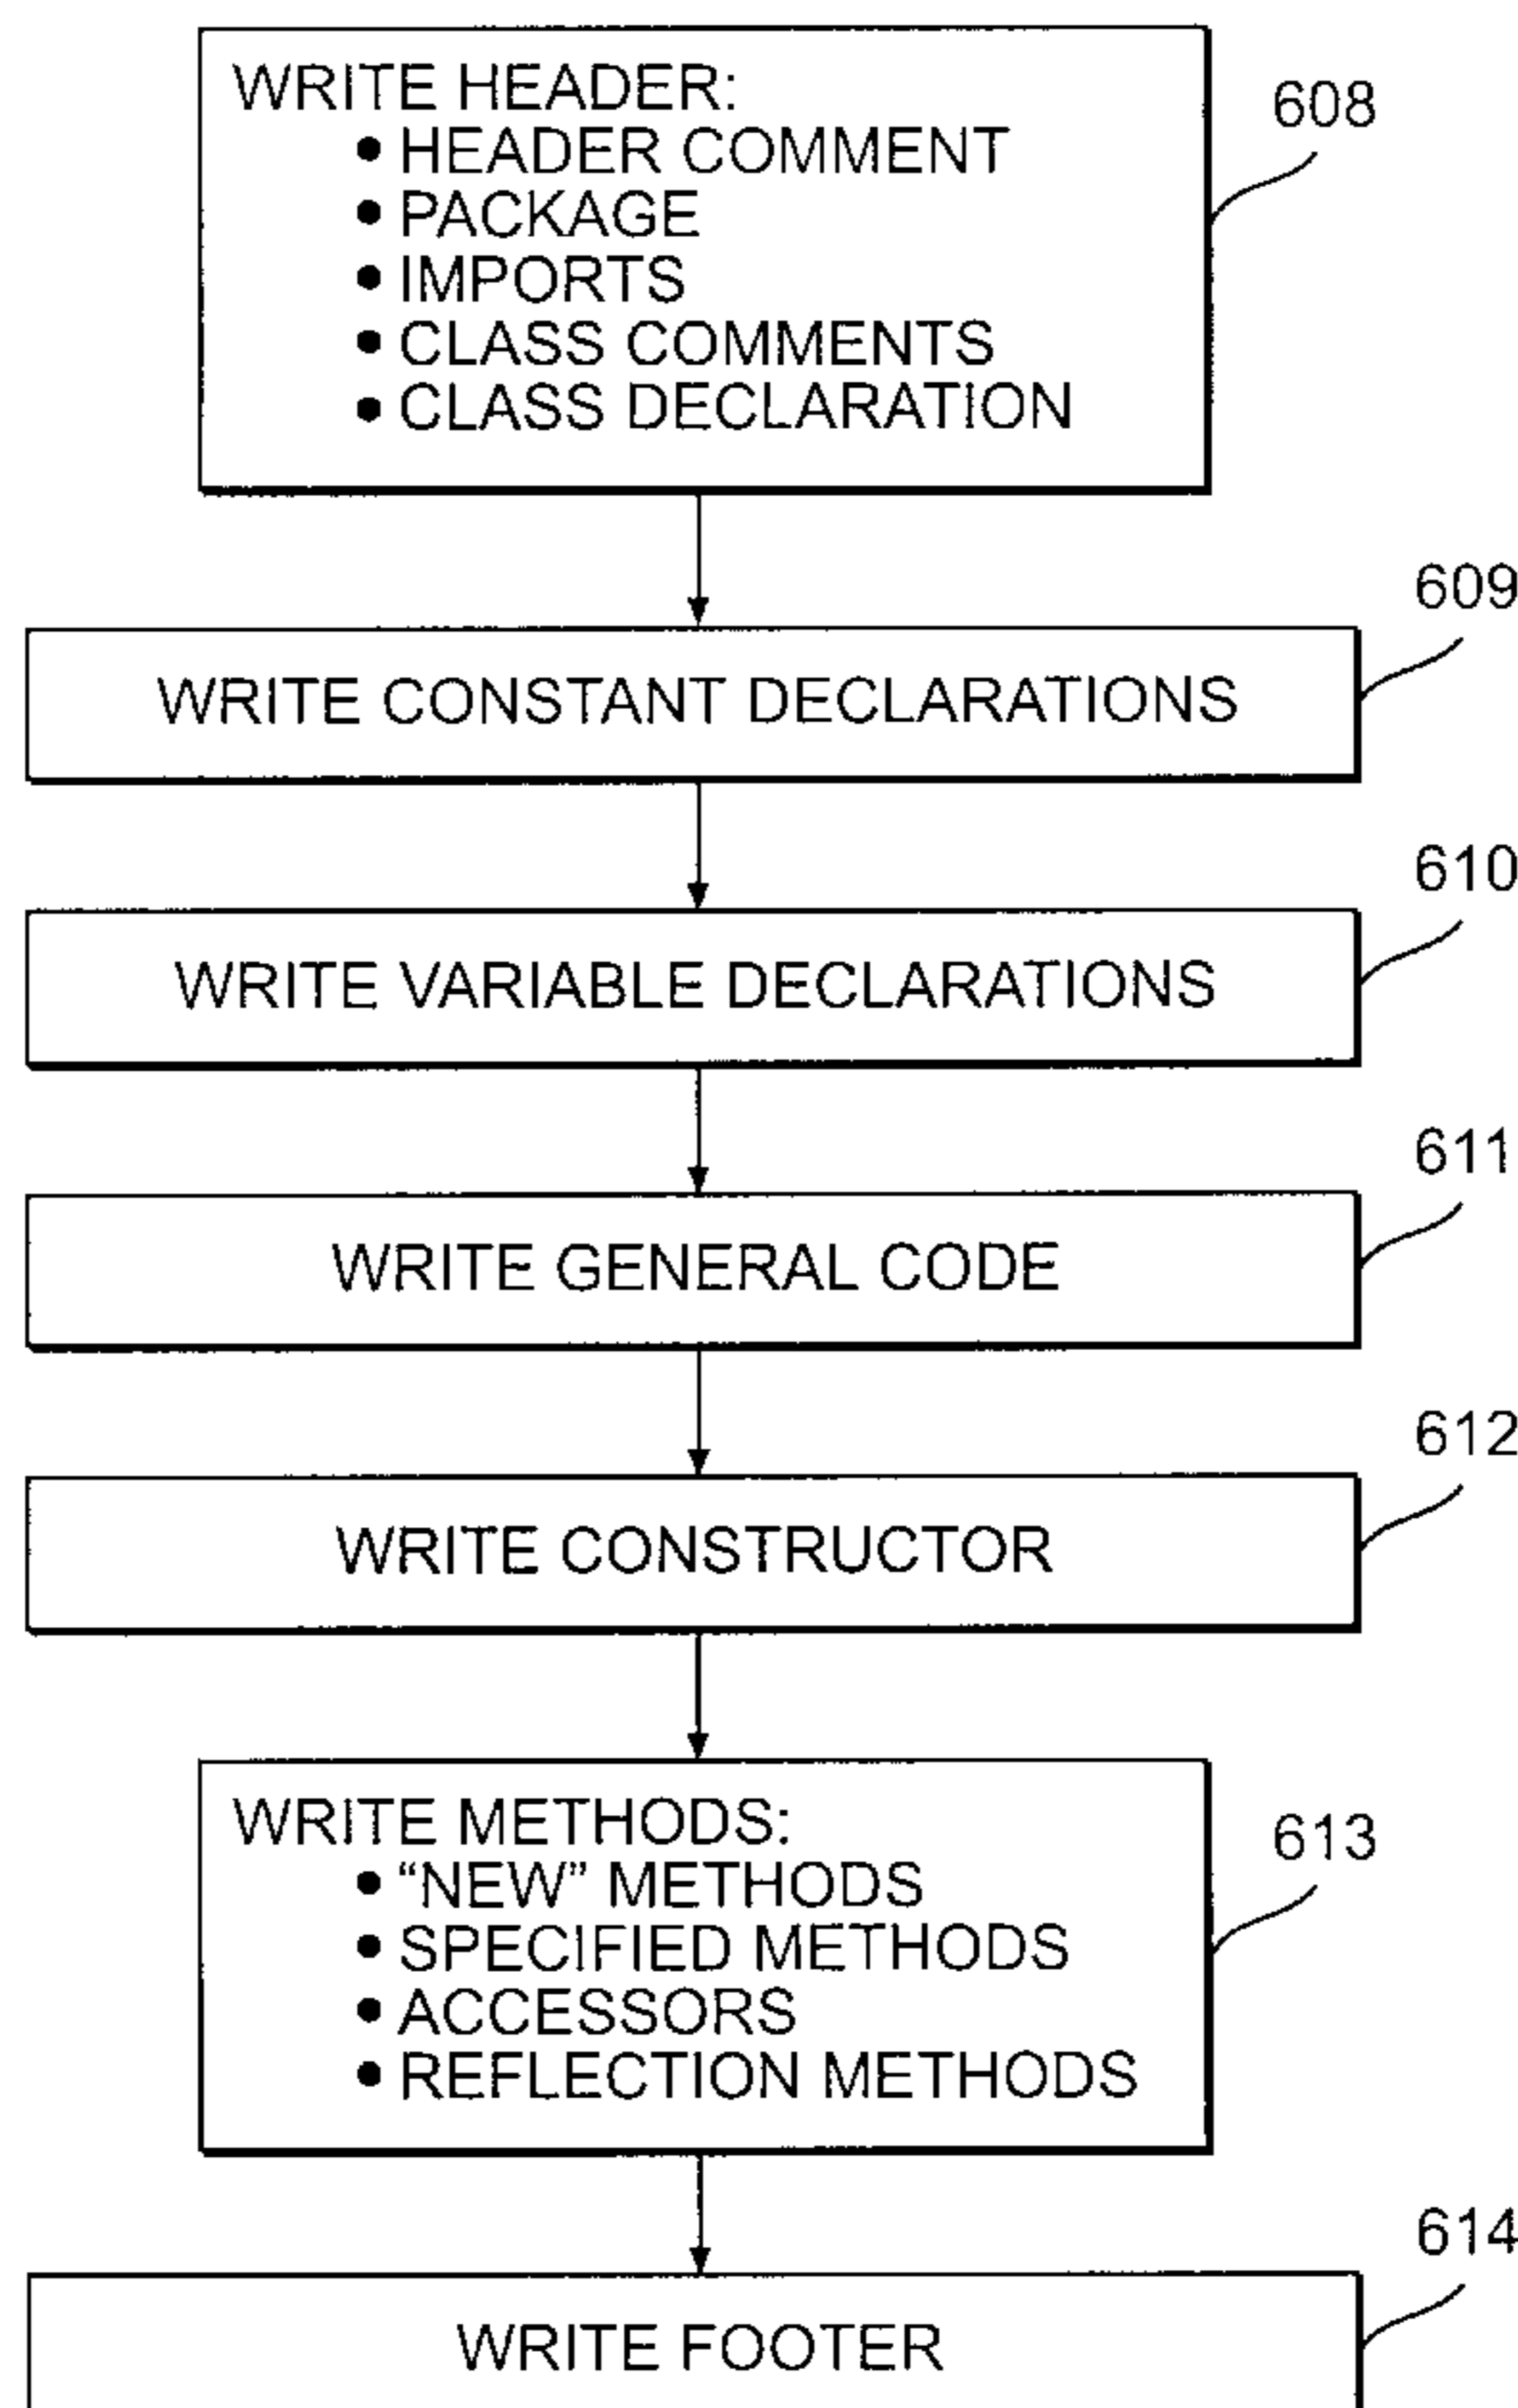 WRITE HEADER:
• HEADER COMMENT
• PACKAGE
• IMPORTS
• CLASS COMMENTS
• CLASS DECLARATION
608
609
WRITE CONSTANT DECLARATIONS
610
WRITE VARIABLE DECLARATIONS
611
WRITE GENERAL CODE
612
WRITE CONSTRUCTOR
WRITE METHODS:
• “NEW” METHODS
• SPECIFIED METHODS
• ACCESSORS
• REFLECTION METHODS
613
614
WRITE FOOTER